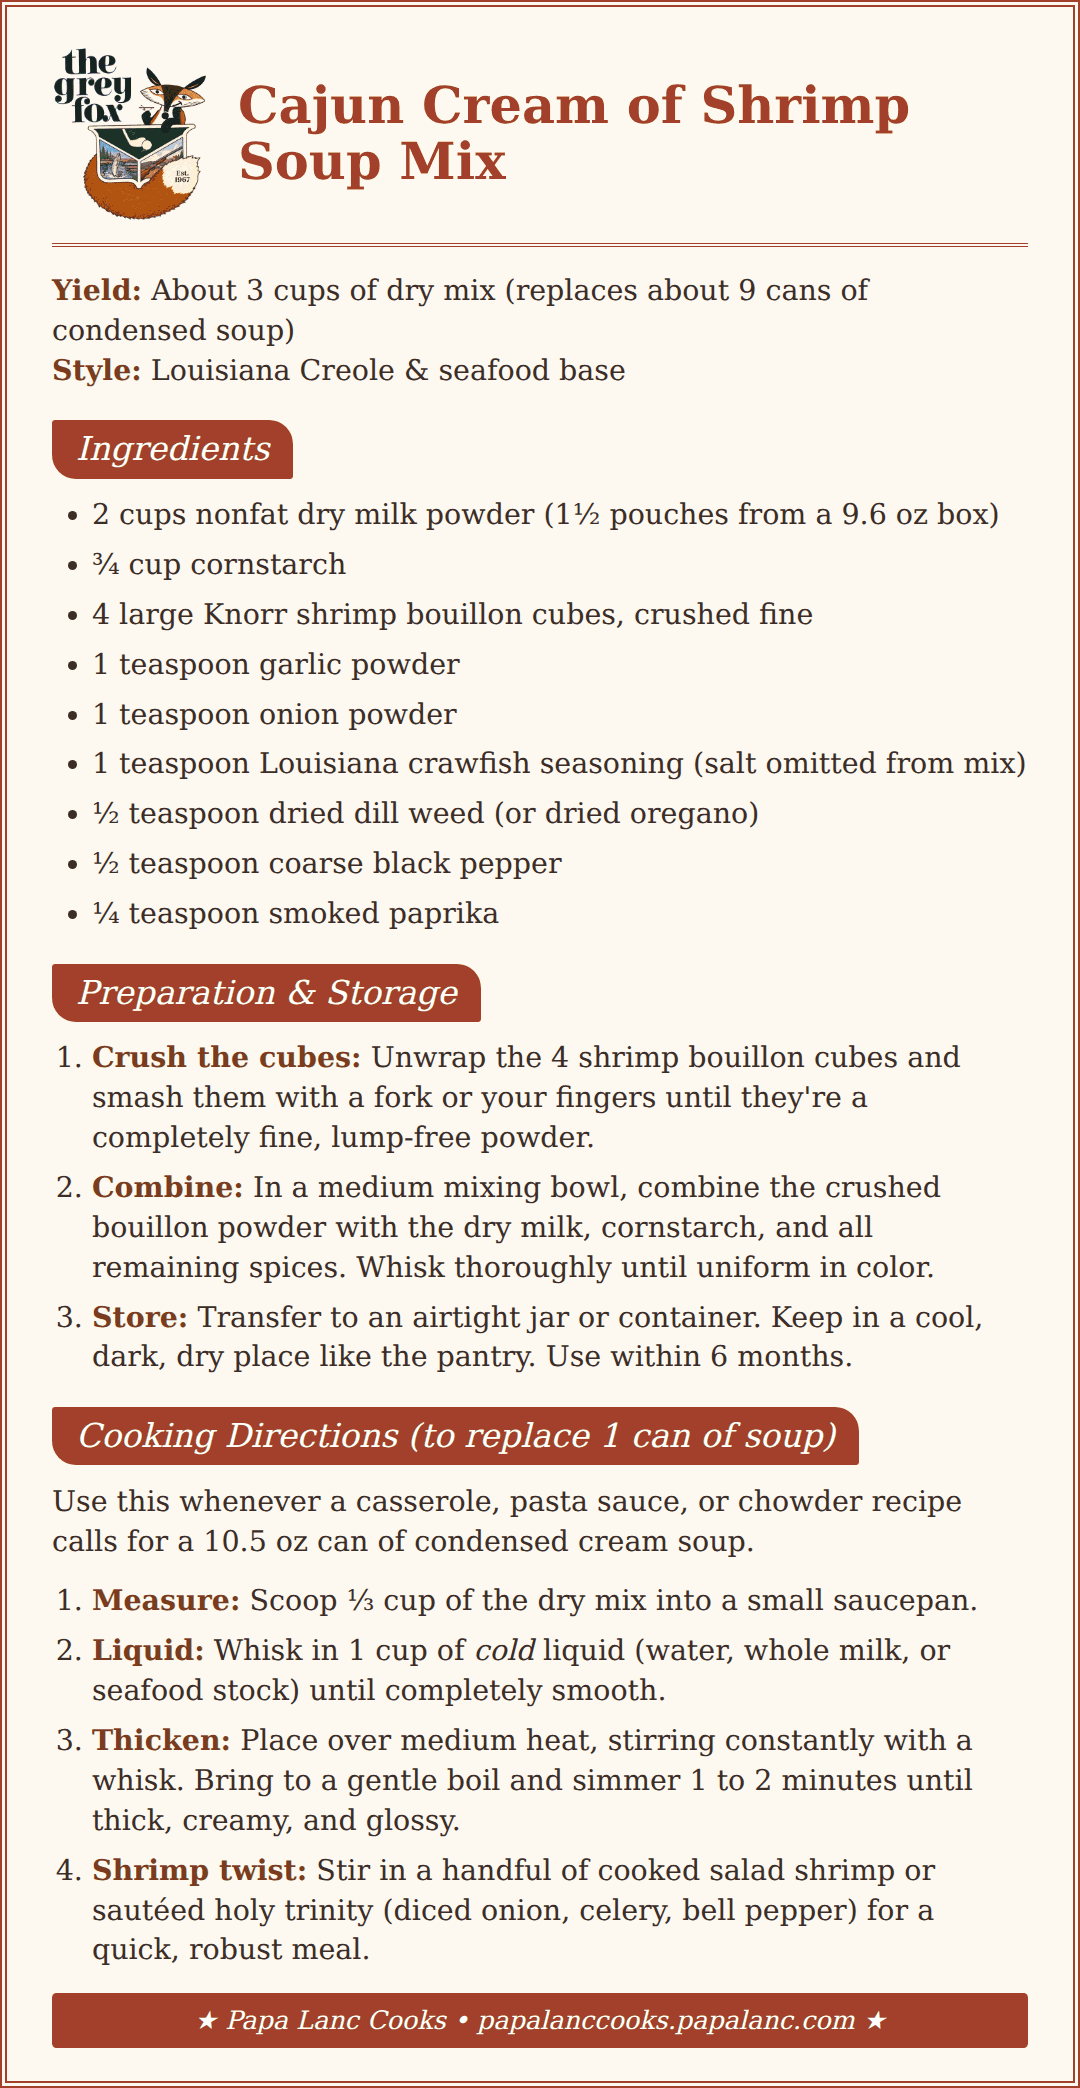 the
grey
fox
Est.
1967
Cajun Cream of Shrimp
Soup Mix
Yield: About 3 cups of dry mix (replaces about 9 cans of
condensed soup)
Style: Louisiana Creole & seafood base
Ingredients
• 2 cups nonfat dry milk powder (1½ pouches from a 9.6 oz box)
• ¾ cup cornstarch
• 4 large Knorr shrimp bouillon cubes, crushed fine
• 1 teaspoon garlic powder
• 1 teaspoon onion powder
• 1 teaspoon Louisiana crawfish seasoning (salt omitted from mix)
• ½ teaspoon dried dill weed (or dried oregano)
• ½ teaspoon coarse black pepper
• ¼ teaspoon smoked paprika
Preparation & Storage
1. Crush the cubes: Unwrap the 4 shrimp bouillon cubes and
smash them with a fork or your fingers until they're a
completely fine, lump-free powder.
2. Combine: In a medium mixing bowl, combine the crushed
bouillon powder with the dry milk, cornstarch, and all
remaining spices. Whisk thoroughly until uniform in color.
3. Store: Transfer to an airtight jar or container. Keep in a cool,
dark, dry place like the pantry. Use within 6 months.
Cooking Directions (to replace 1 can of soup)
Use this whenever a casserole, pasta sauce, or chowder recipe
calls for a 10.5 oz can of condensed cream soup.
1. Measure: Scoop ⅓ cup of the dry mix into a small saucepan.
2. Liquid: Whisk in 1 cup of cold liquid (water, whole milk, or
seafood stock) until completely smooth.
3. Thicken: Place over medium heat, stirring constantly with a
whisk. Bring to a gentle boil and simmer 1 to 2 minutes until
thick, creamy, and glossy.
4. Shrimp twist: Stir in a handful of cooked salad shrimp or
sautéed holy trinity (diced onion, celery, bell pepper) for a
quick, robust meal.
★ Papa Lanc Cooks • papalanccooks.papalanc.com ★